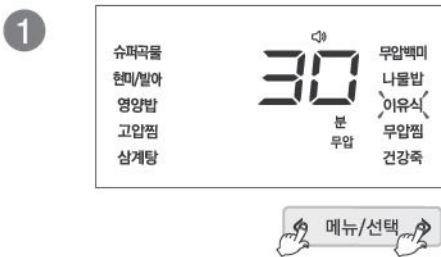 1
슈퍼곡물
현미/발아
영양밥
고압찜
삼계탕
30
분
무압
무압백미
나물밥
이유식
무압찜
건강죽
메뉴/선택